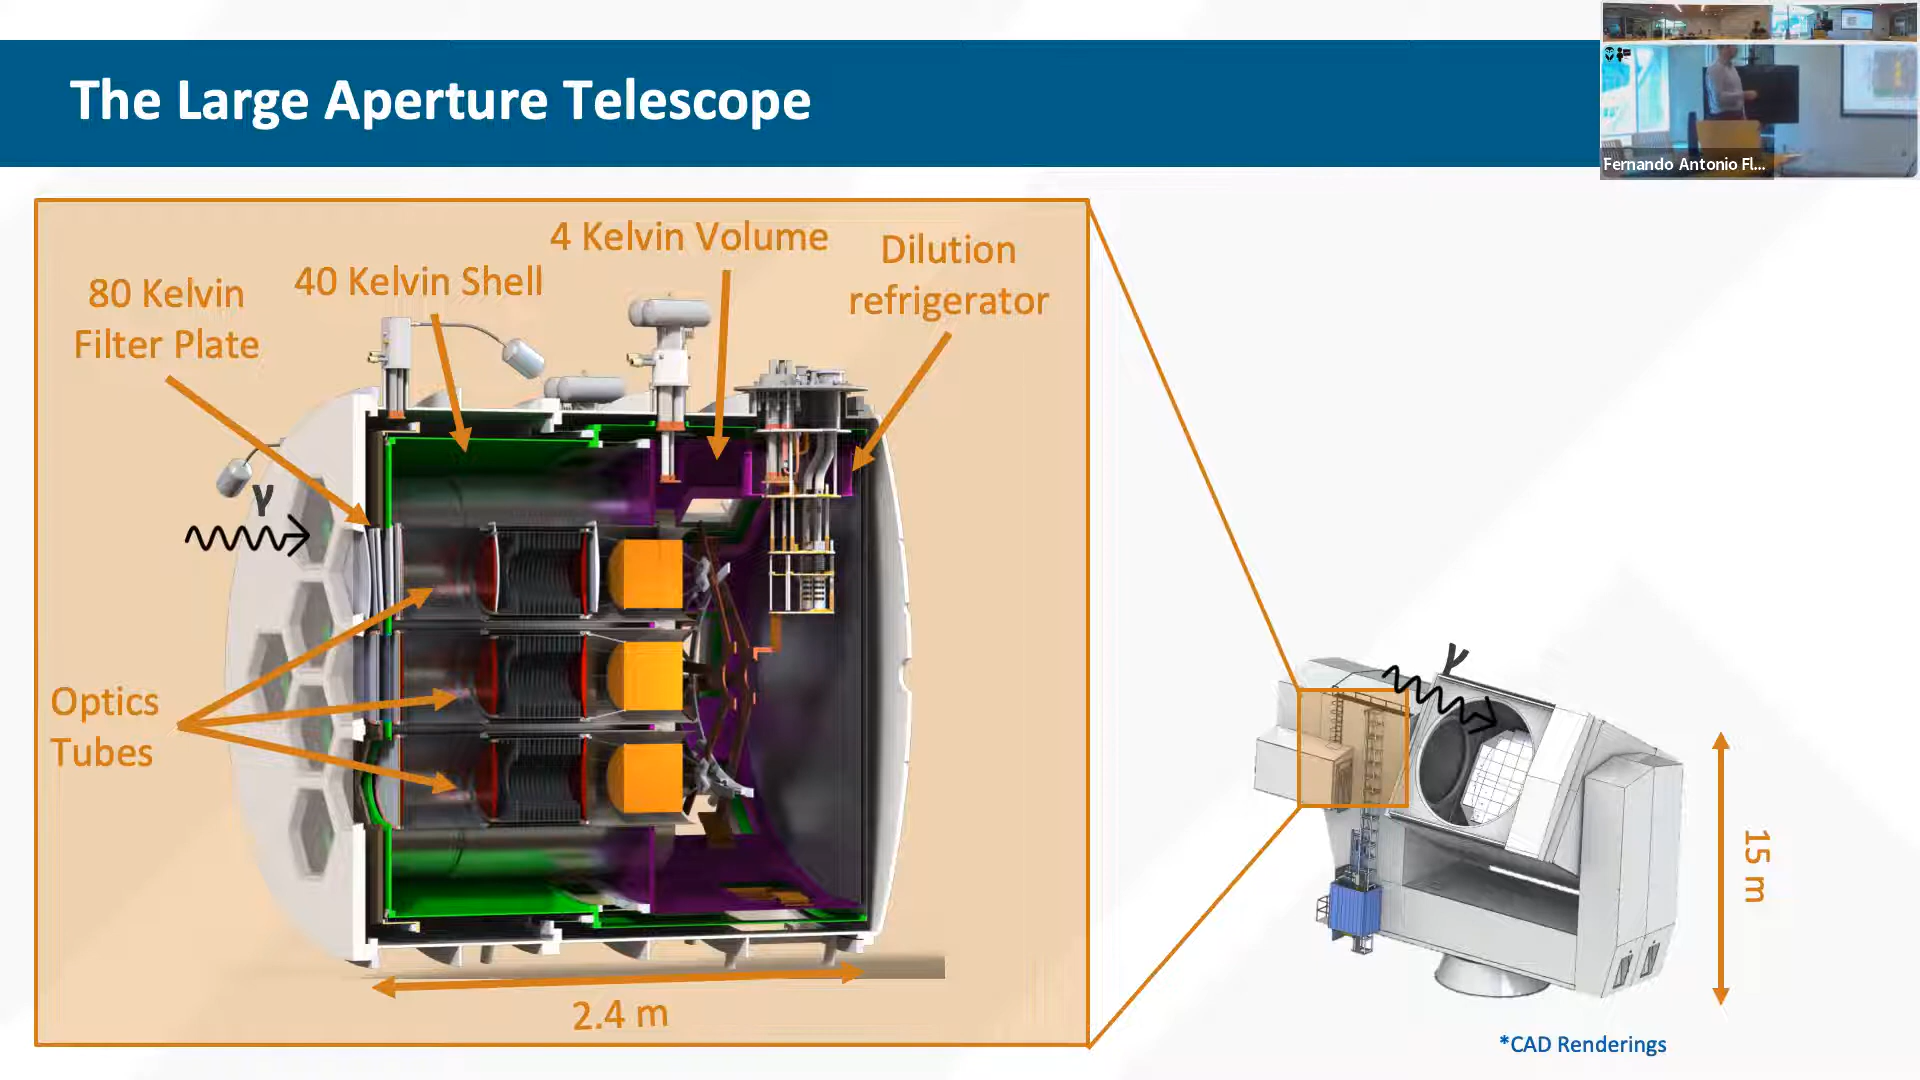 The Large Aperture Telescope
Fernando Antonio Fl...
4 Kelvin Volume
Dilution
refrigerator
40 Kelvin Shell
80 Kelvin
Filter Plate
γ
Optics
Tubes
2.4 m
γ
15 m
*CAD Renderings